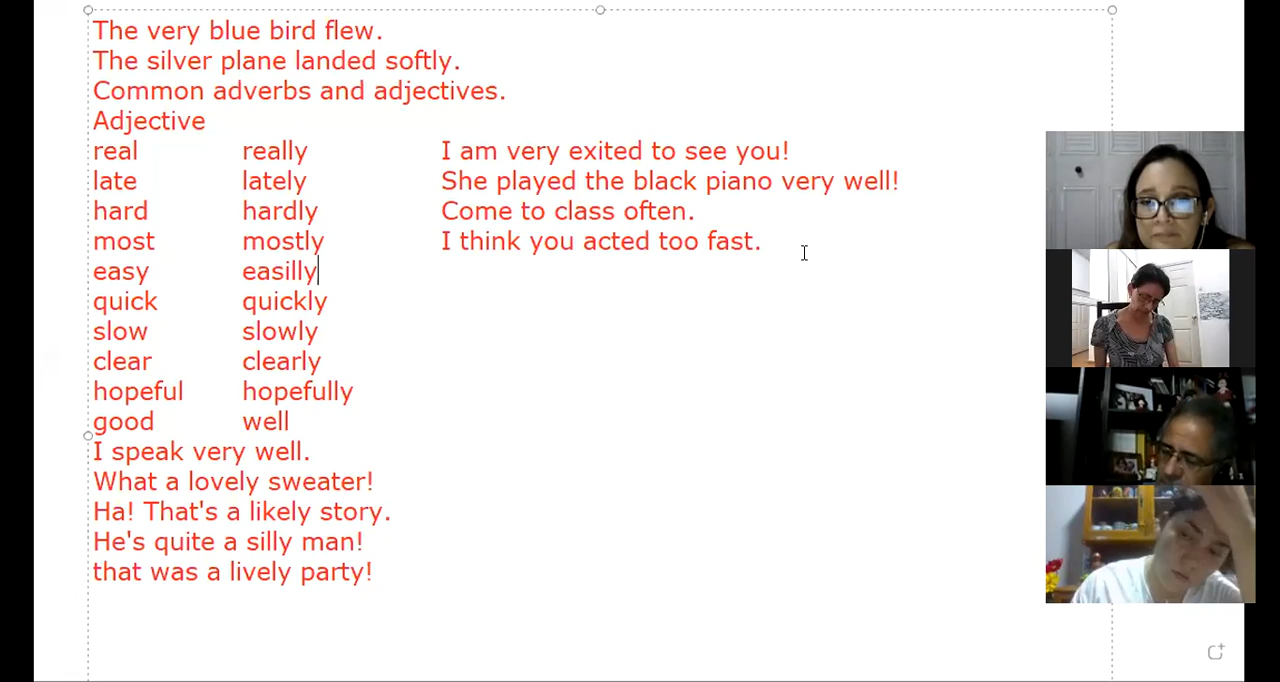 The very blue bird flew.
The silver plane landed softly.
Common adverbs and adjectives.
Adjective
real really I am very exited to see you!
late lately She played the black piano very well!
hard hardly Come to class often.
most mostly I think you acted too fast.
easy easilly
quick quickly
slow slowly
clear clearly
hopeful hopefully
good well
I speak very well.
What a lovely sweater!
Ha! That's a likely story.
He's quite a silly man!
that was a lively party!